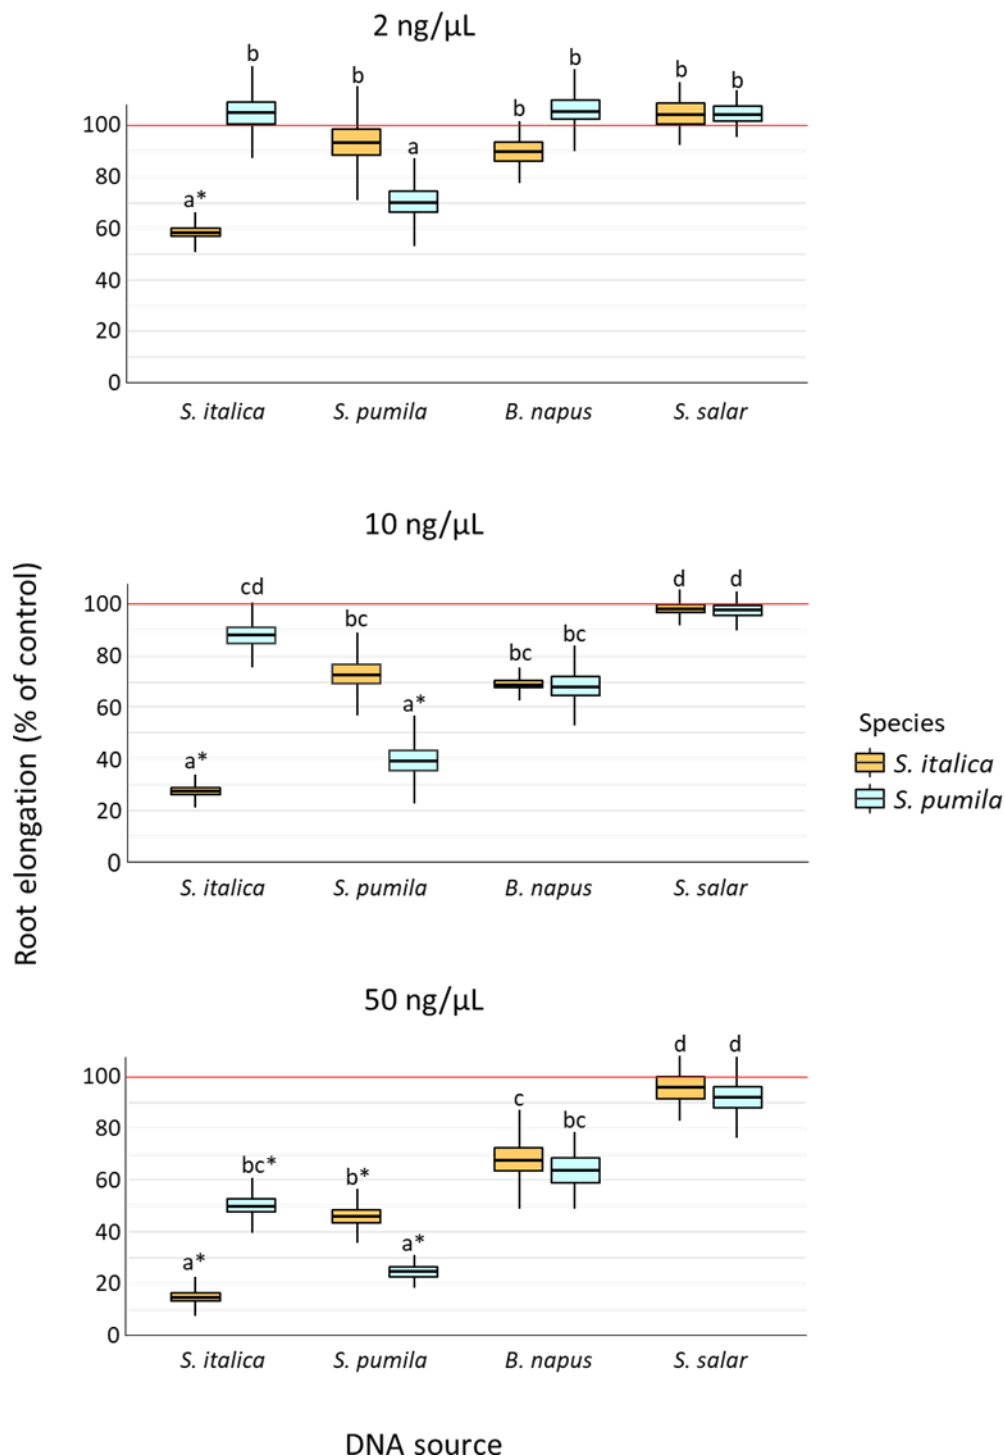 2 ng/µL
b
b
b
b
b
b
a
a*
100
80
60
40
20
0
S. italica
S. pumila
B. napus
S. salar
10 ng/µL
cd
bc
bc
bc
d
d
a*
a*
100
80
60
40
20
0
S. italica
S. pumila
B. napus
S. salar
Root elongation (% of control)
Species
S. italica
S. pumila
50 ng/µL
d
d
c
bc
bc*
b*
a*
a*
100
80
60
40
20
0
S. italica
S. pumila
B. napus
S. salar
DNA source